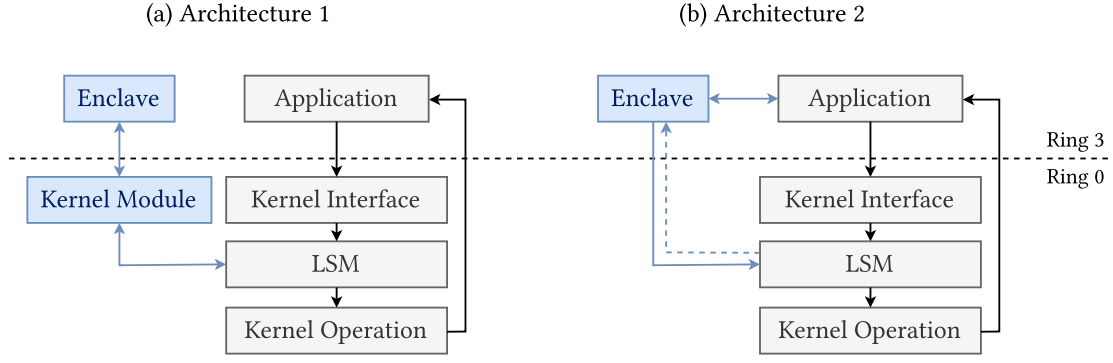 (a) Architecture 1
(b) Architecture 2
Enclave
Application
Enclave
Application
Ring 3
Ring 0
Kernel Module
Kernel Interface
Kernel Interface
LSM
LSM
Kernel Operation
Kernel Operation